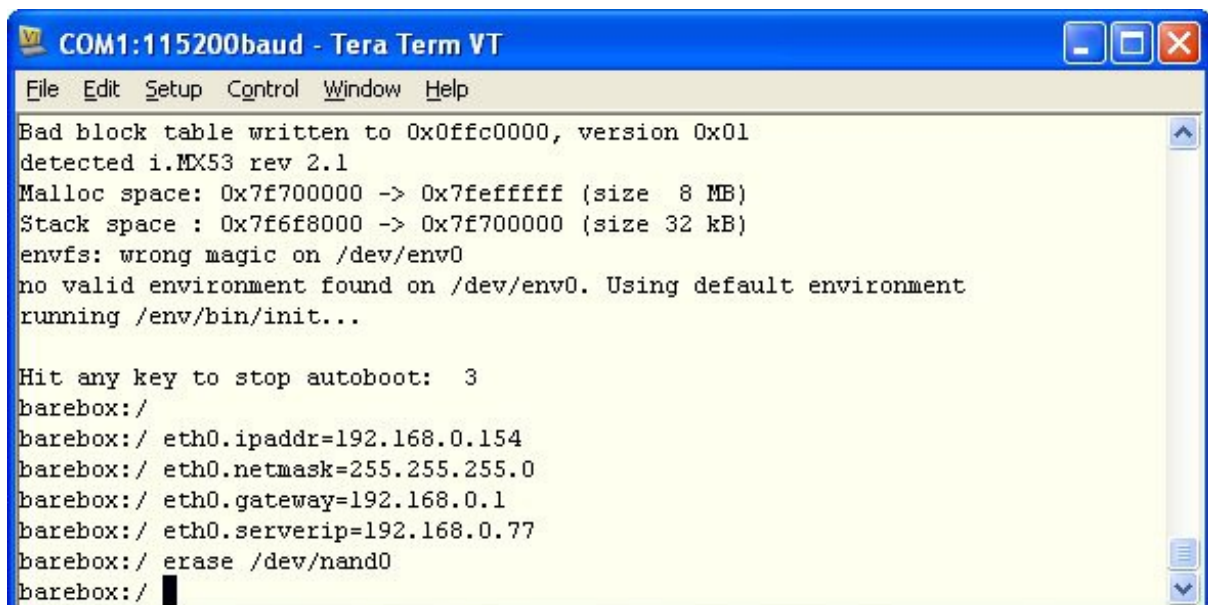 COM1:115200baud - Tera Term VT
File Edit Setup Control Window Help
Bad block table written to 0x0ffc0000, version 0x01
detected i.MX53 rev 2.1
Malloc space: 0x7f700000 -> 0x7fefffff (size  8 MB)
Stack space : 0x7f6f8000 -> 0x7f700000 (size 32 kB)
envfs: wrong magic on /dev/env0
no valid environment found on /dev/env0. Using default environment
running /env/bin/init...
Hit any key to stop autoboot:  3
barebox:/
barebox:/ eth0.ipaddr=192.168.0.154
barebox:/ eth0.netmask=255.255.255.0
barebox:/ eth0.gateway=192.168.0.1
barebox:/ eth0.serverip=192.168.0.77
barebox:/ erase /dev/nand0
barebox:/